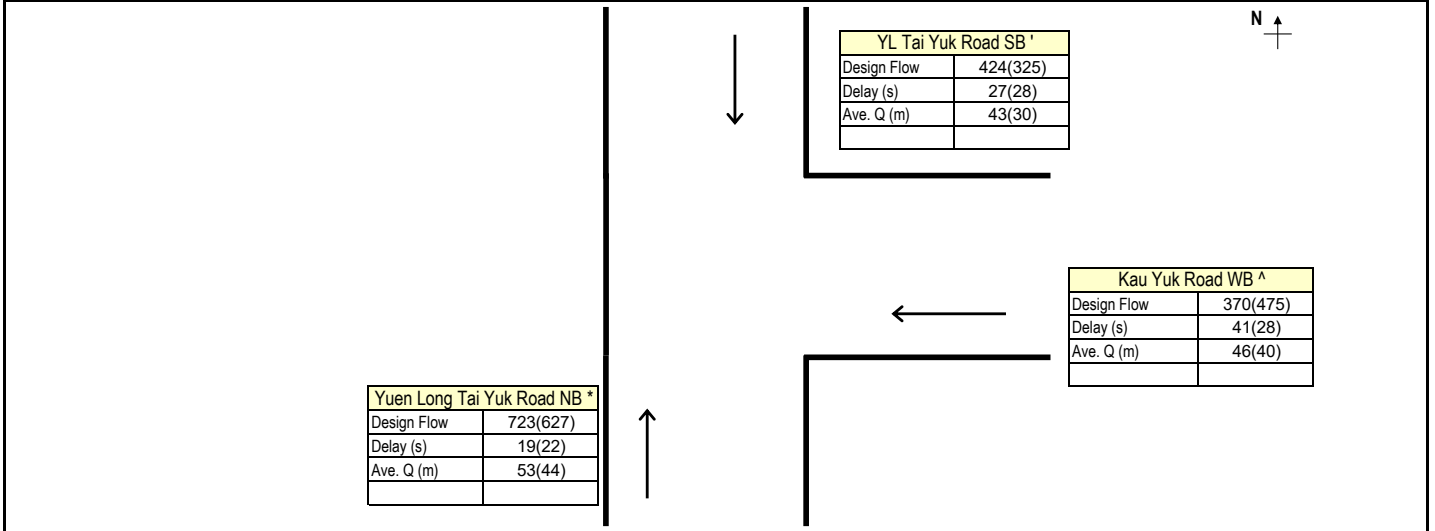 N
YL Tai Yuk Road SB '
Design Flow 424(325)
Delay (s) 27(28)
Ave. Q (m) 43(30)
Kau Yuk Road WB ^
Design Flow 370(475)
Delay (s) 41(28)
Ave. Q (m) 46(40)
Yuen Long Tai Yuk Road NB *
Design Flow 723(627)
Delay (s) 19(22)
Ave. Q (m) 53(44)